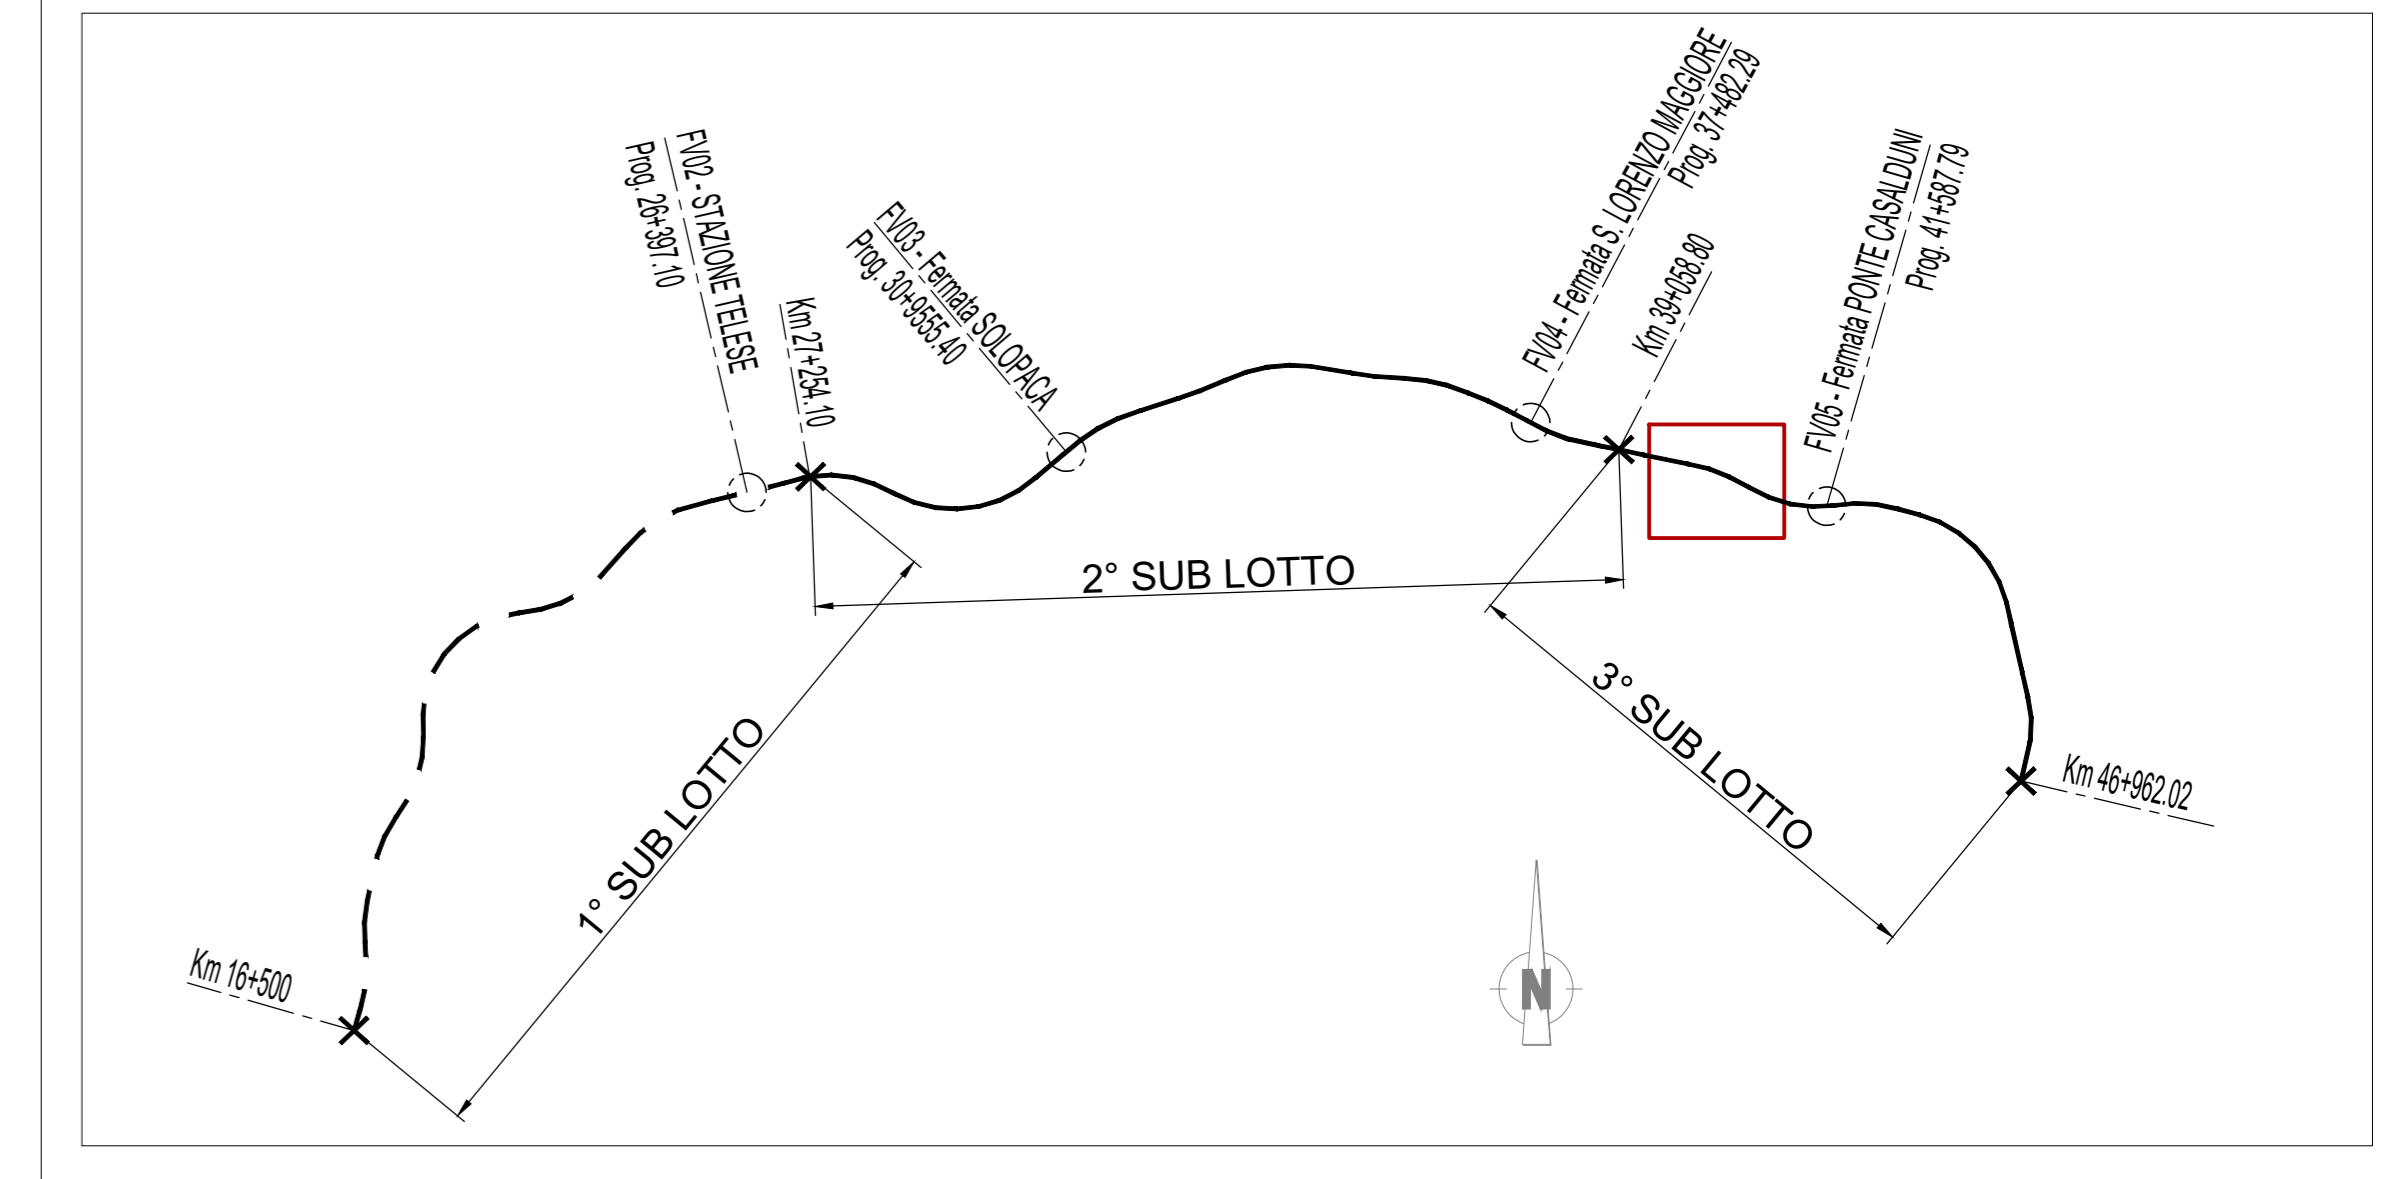 FV02 - STAZIONE TELESE
Prog. 26+397.10
Km 27+254.10
FV03 - Fermata SOLOPACA
Prog. 30+9555.40
FV04 - Fermata S. LORENZO MAGGIORE
Prog. 37+482.29
Km 39+058.80
FV05 - Fermata PONTE CASALDUNI
Prog. 41+587.79
2° SUB LOTTO
1° SUB LOTTO
3° SUB LOTTO
Km 46+962.02
Km 16+500
N